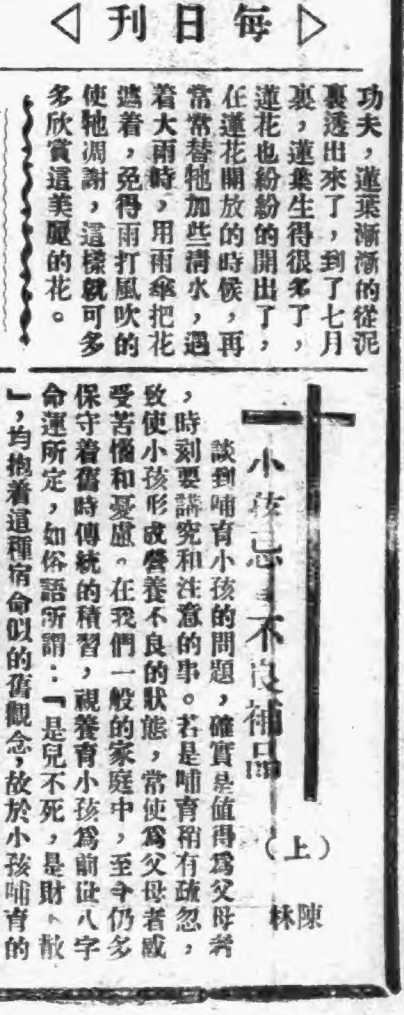 每日刊
功夫，蓮葉漸漸的從泥
裏透出來了，到了七月
裏，蓮葉生得很多了，
蓮花也紛紛的開出了，
在蓮花開放的時候，再
常常替牠加些清水，遇
着大雨時，用雨傘把花
遮着，免得雨打風吹的
使牠凋謝，這樣就可多
多欣賞這美麗的花。
小孩忌 不良補品
（上）
陳林
談到哺育小孩的問題，確實是值得爲父母者
，時刻要講究和注意的事。若是哺育稍有疏忽，
致使小孩形成營養不良的狀態，常使爲父母者感
受苦惱和憂慮。在我們一般的家庭中，至今仍多
保守着舊時傳統的積習，視養育小孩爲前世八字
命運所定，如俗語所謂：「是兒不死，是財不散
」，均抱着這種宿命似的舊觀念，故於小孩哺育的